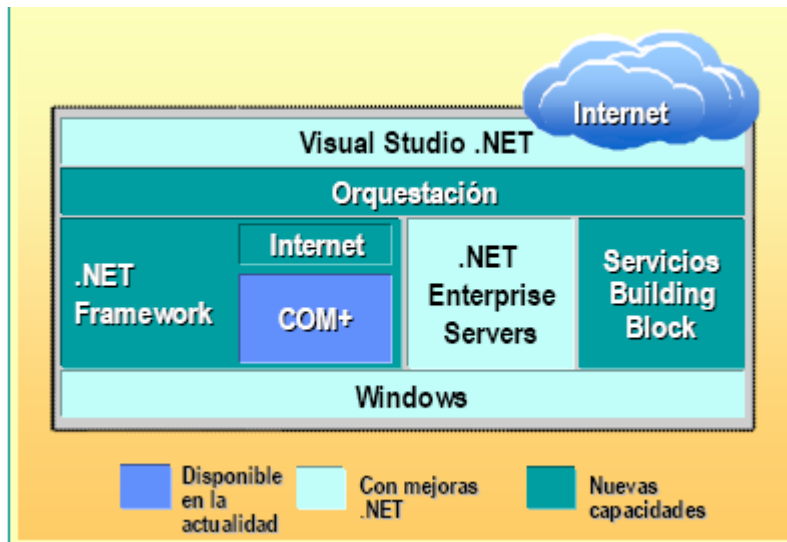 Internet
Visual Studio .NET
Orquestación
.NET
Framework
Internet
COM+
.NET
Enterprise
Servers
Servicios
Building
Block
Windows
Disponible
en la
actualidad
Con mejoras
.NET
Nuevas
capacidades